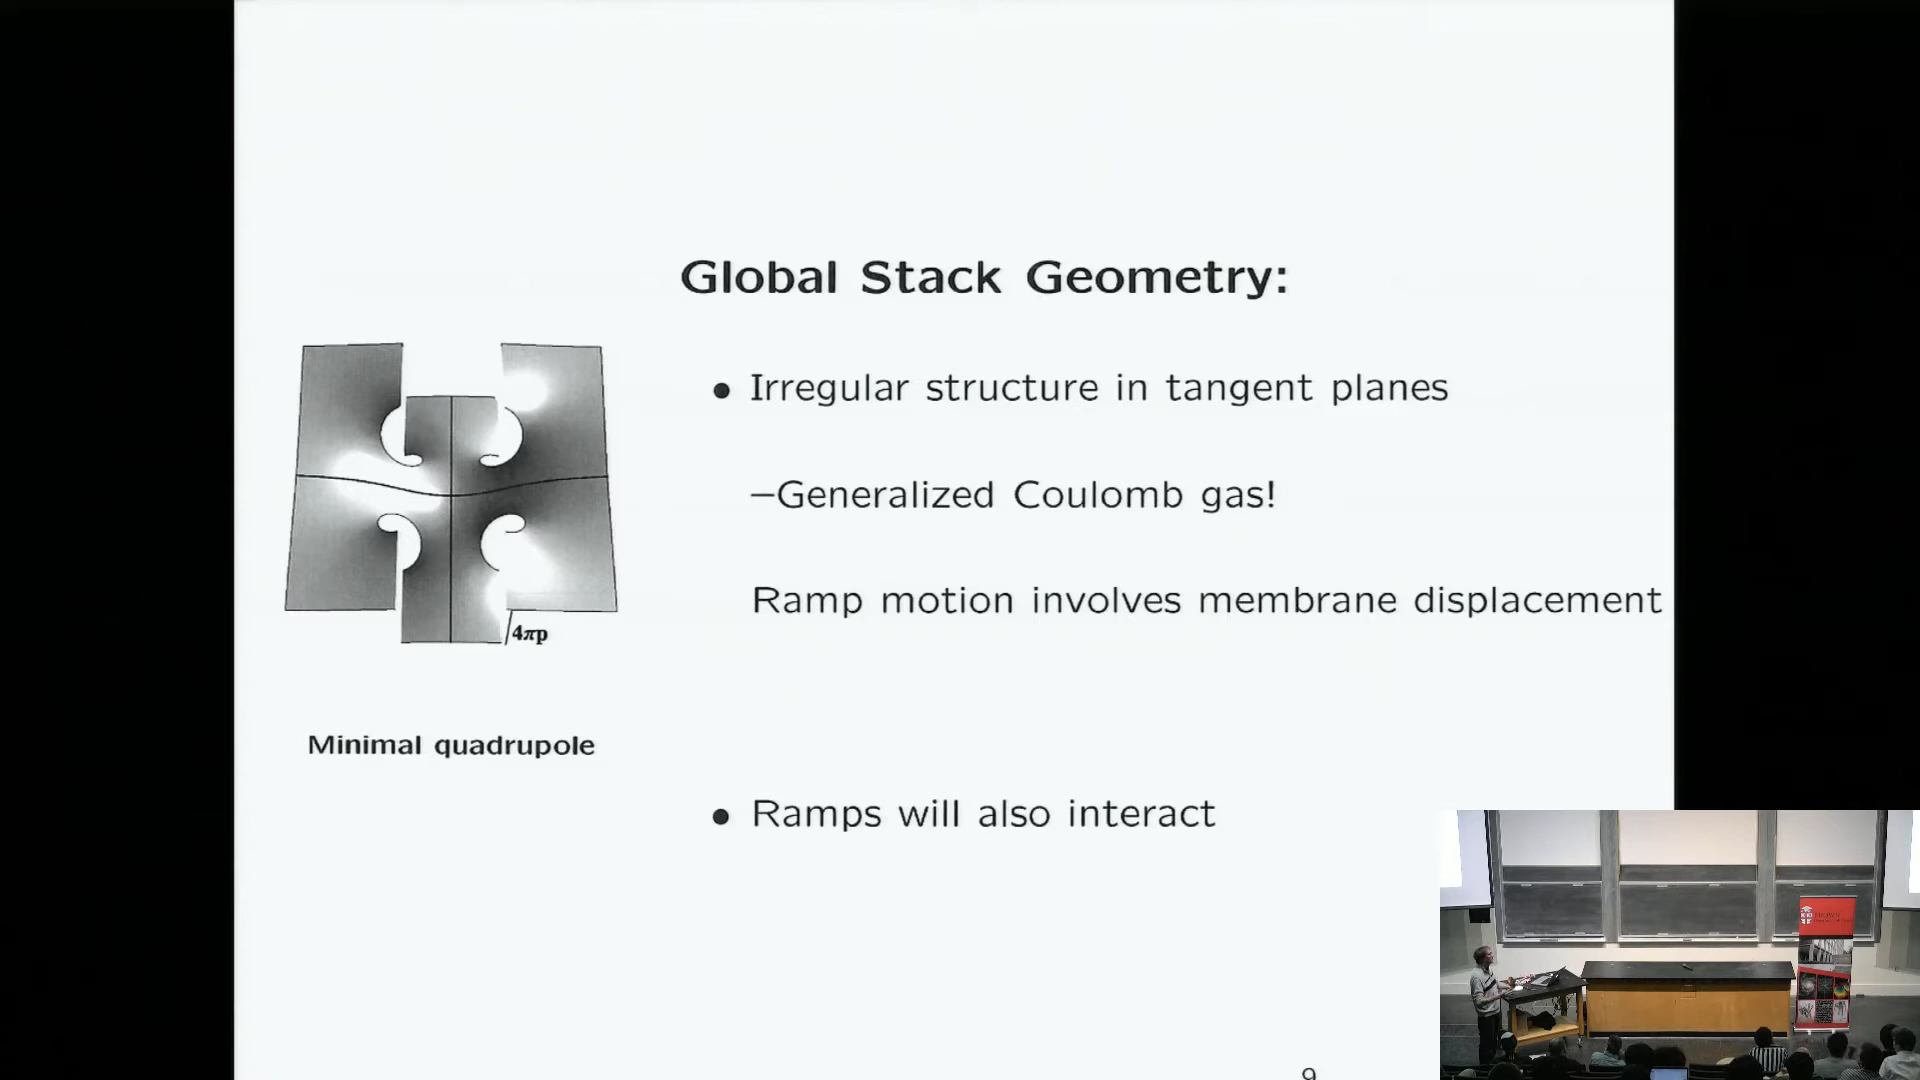 Global Stack Geometry:
• Irregular structure in tangent planes
–Generalized Coulomb gas!
Ramp motion involves membrane displacement
4πp
Minimal quadrupole
• Ramps will also interact
9